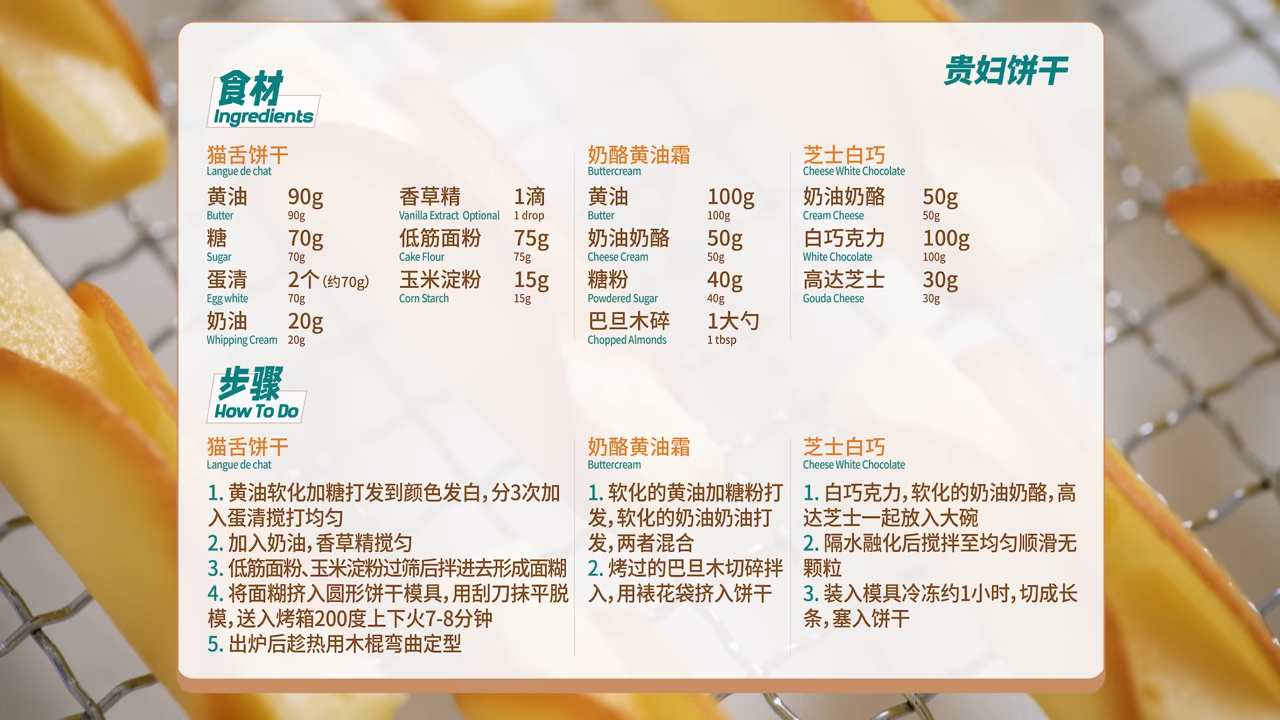 贵妇饼干
食材
Ingredients
猫舌饼干
Langue de chat
黄油 90g 香草精 1滴
Butter 90g Vanilla Extract Optional 1 drop
糖 70g 低筋面粉 75g
Sugar 70g Cake Flour 75g
蛋清 2个(约70g) 玉米淀粉 15g
Egg white 70g Corn Starch 15g
奶油 20g
Whipping Cream 20g
奶酪黄油霜
Buttercream
黄油 100g
Butter 100g
奶油奶酪 50g
Cheese Cream 50g
糖粉 40g
Powdered Sugar 40g
巴旦木碎 1大勺
Chopped Almonds 1 tbsp
芝士白巧
Cheese White Chocolate
奶油奶酪 50g
Cream Cheese 50g
白巧克力 100g
White Chocolate 100g
高达芝士 30g
Gouda Cheese 30g
步骤
How To Do
猫舌饼干
Langue de chat
1. 黄油软化加糖打发到颜色发白,分3次加
入蛋清搅打均匀
2. 加入奶油,香草精搅匀
3. 低筋面粉、玉米淀粉过筛后拌进去形成面糊
4. 将面糊挤入圆形饼干模具,用刮刀抹平脱
模,送入烤箱200度上下火7-8分钟
5. 出炉后趁热用木棍弯曲定型
奶酪黄油霜
Buttercream
1. 软化的黄油加糖粉打
发,软化的奶油奶油打
发,两者混合
2. 烤过的巴旦木切碎拌
入,用裱花袋挤入饼干
芝士白巧
Cheese White Chocolate
1. 白巧克力,软化的奶油奶酪,高
达芝士一起放入大碗
2. 隔水融化后搅拌至均匀顺滑无
颗粒
3. 装入模具冷冻约1小时,切成长
条,塞入饼干